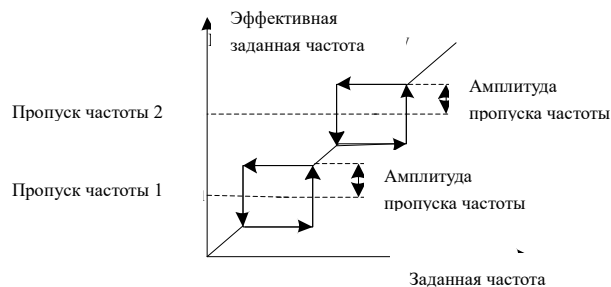 Эффективная
заданная частота
Амплитуда
пропуска частоты
Пропуск частоты 2
Амплитуда
пропуска частоты
Пропуск частоты 1
Заданная частота